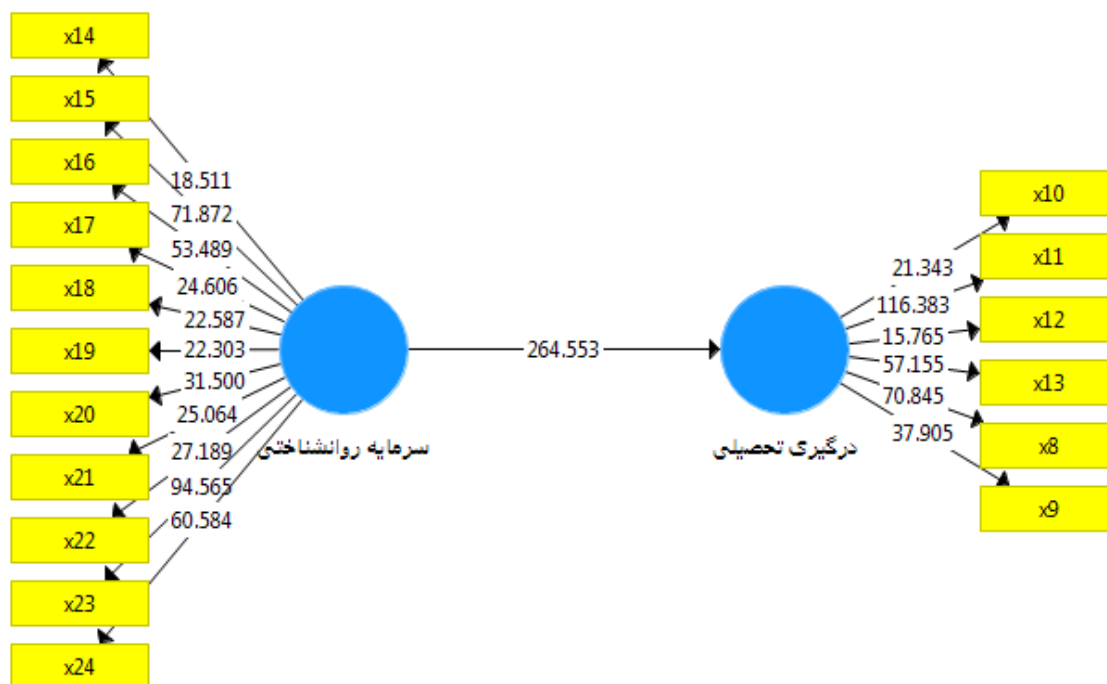 x14
x15
x16
x17
x18
x19
x20
x21
x22
x23
x24
18.511
71.872
53.489
24.606
22.587
22.303
31.500
25.064
27.189
94.565
60.584
سرمایه روانشناختی
264.553
درگیری تحصیلی
21.343
116.383
15.765
57.155
70.845
37.905
x10
x11
x12
x13
x8
x9